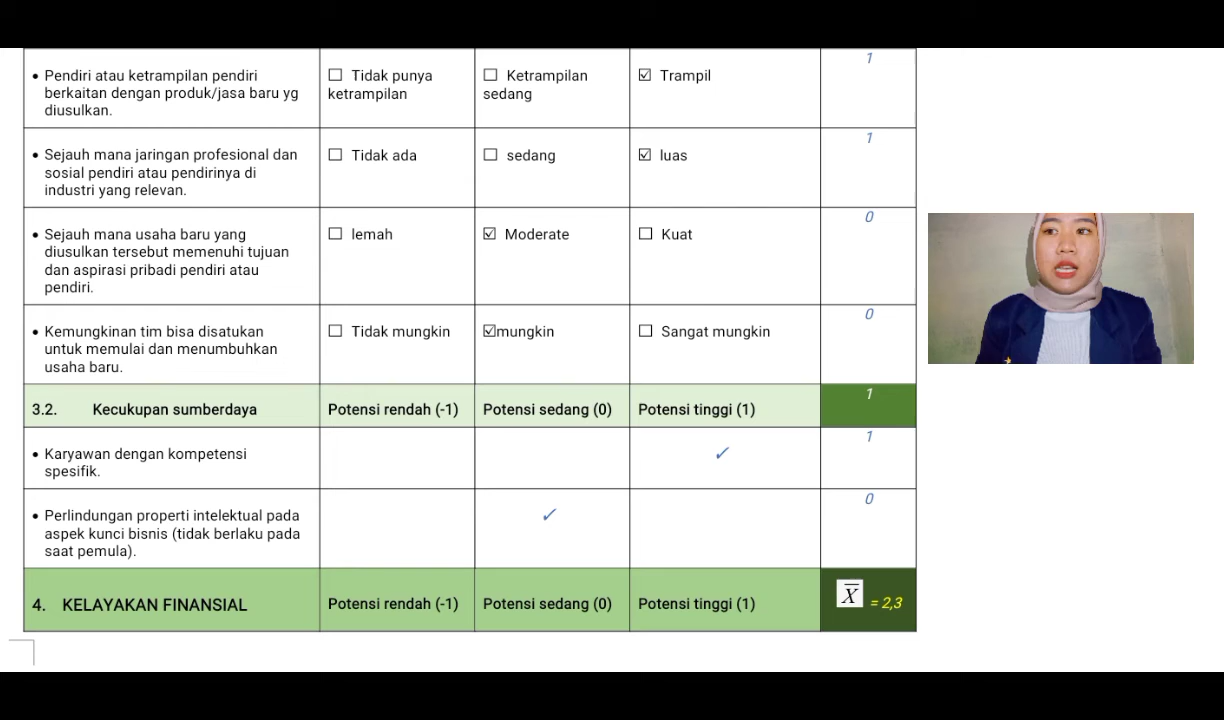 1
• Pendiri atau ketrampilan pendiri
berkaitan dengan produk/jasa baru yg
diusulkan.
☐ Tidak punya
ketrampilan
☐ Ketrampilan
sedang
☑ Trampil
1
• Sejauh mana jaringan profesional dan
sosial pendiri atau pendirinya di
industri yang relevan.
☐ Tidak ada
☐ sedang
☑ luas
0
• Sejauh mana usaha baru yang
diusulkan tersebut memenuhi tujuan
dan aspirasi pribadi pendiri atau
pendiri.
☐ lemah
☑ Moderate
☐ Kuat
0
• Kemungkinan tim bisa disatukan
untuk memulai dan menumbuhkan
usaha baru.
☐ Tidak mungkin
☑mungkin
☐ Sangat mungkin
1
3.2. Kecukupan sumberdaya
Potensi rendah (-1)
Potensi sedang (0)
Potensi tinggi (1)
1
• Karyawan dengan kompetensi
spesifik.
✓
0
• Perlindungan properti intelektual pada
aspek kunci bisnis (tidak berlaku pada
saat pemula).
✓
4. KELAYAKAN FINANSIAL
Potensi rendah (-1)
Potensi sedang (0)
Potensi tinggi (1)
X̅ = 2,3